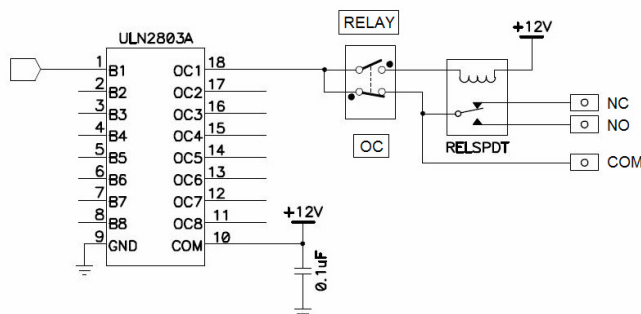 RELAY
+12V
ULN2803A
1 B1 OC1 18
2 B2 OC2 17
3 B3 OC3 16
4 B4 OC4 15
5 B5 OC5 14
6 B6 OC6 13
7 B7 OC7 12
8 B8 OC8 11
9 GND COM 10
NC
NO
RELSPDT
OC
COM
+12V
0.1uF